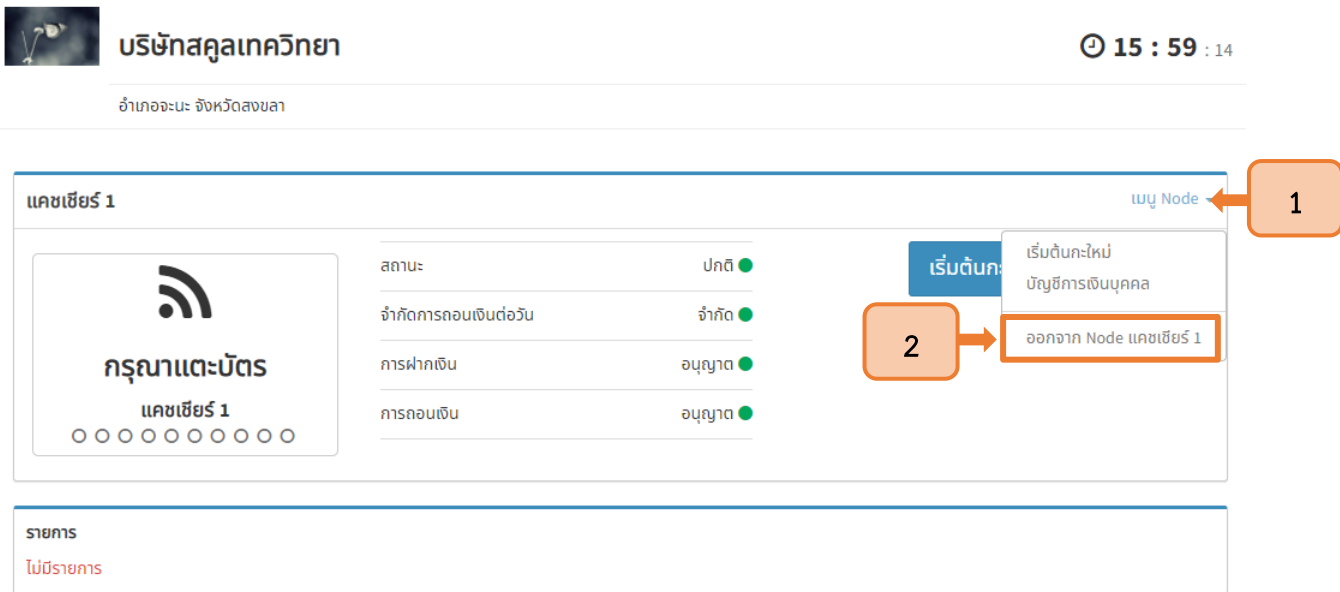 บริษัทสคูลเทควิทยา
15 : 59 : 14
อำเภอจะนะ จังหวัดสงขลา
แคชเชียร์ 1
เมนู Node
1
กรุณาแตะบัตร
แคชเชียร์ 1
สถานะ ปกติ
จำกัดการถอนเงินต่อวัน จำกัด
การฝากเงิน อนุญาต
การถอนเงิน อนุญาต
เริ่มต้นกะ
เริ่มต้นกะใหม่
บัญชีการเงินบุคคล
2
ออกจาก Node แคชเชียร์ 1
รายการ
ไม่มีรายการ